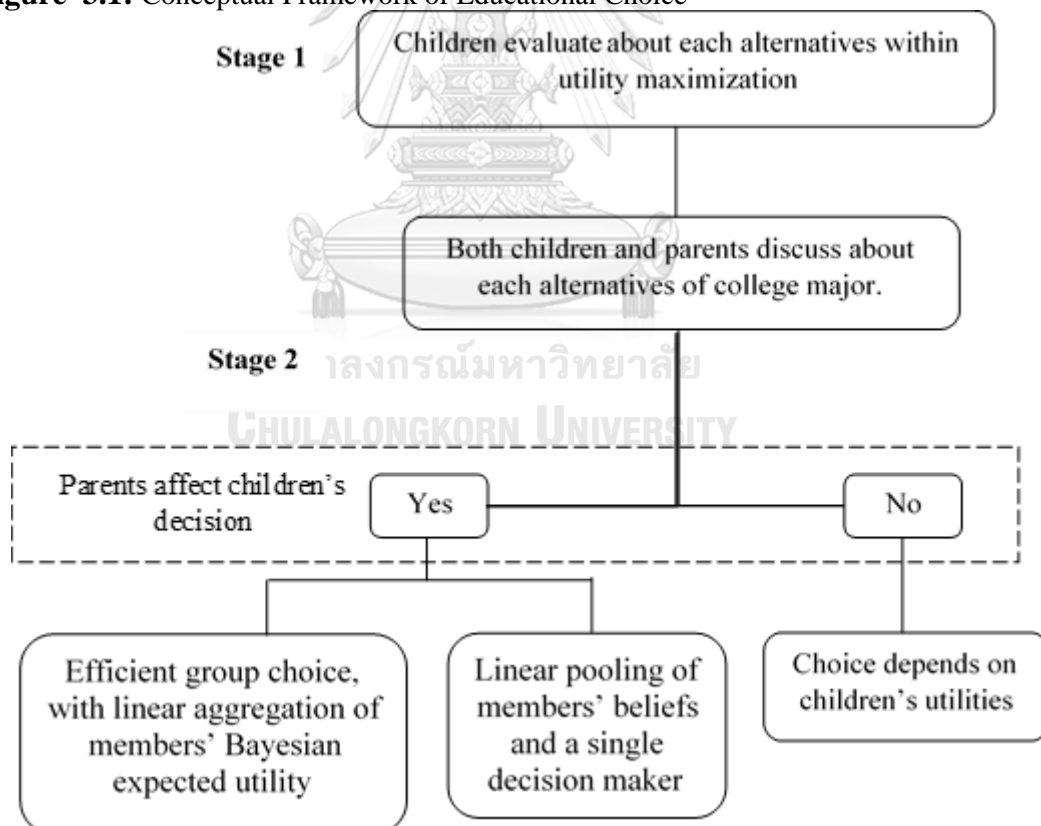 igure 3.1: Conceptual Framework of Educational Choice
Stage 1
Children evaluate about each alternatives within
utility maximization
Both children and parents discuss about
each alternatives of college major.
Stage 2
าลงกรณ์มหาวิทยาลัย
CHULALONGKORN UNIVERSITY
Parents affect children's
decision
Yes
No
Efficient group choice,
with linear aggregation of
members' Bayesian
expected utility
Linear pooling of
members' beliefs
and a single
decision maker
Choice depends on
children's utilities